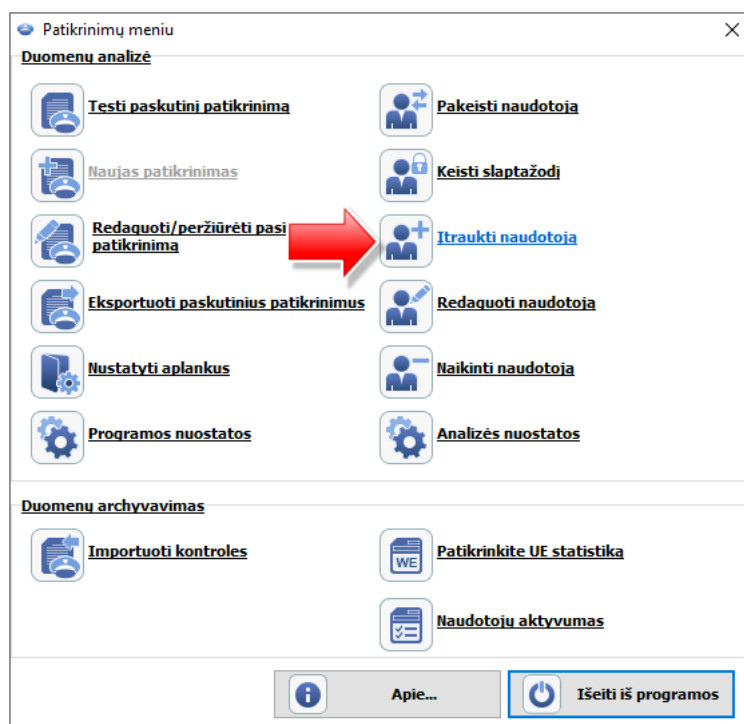 Patikrinimų meniu
Duomenų analizė
Tęsti paskutinį patikrinimą
Pakeisti naudotoją
Naujas patikrinimas
Keisti slaptažodį
Redaguoti/peržiūrėti pasi
patikrinimą
Įtraukti naudotoją
Eksportuoti paskutinius patikrinimus
Redaguoti naudotoją
Nustatyti aplankus
Naikinti naudotoją
Programos nuostatos
Analizės nuostatos
Duomenų archyvavimas
Importuoti kontroles
WE
Patikrinkite UE statistiką
Naudotojų aktyvumas
Apie...
Išeiti iš programos